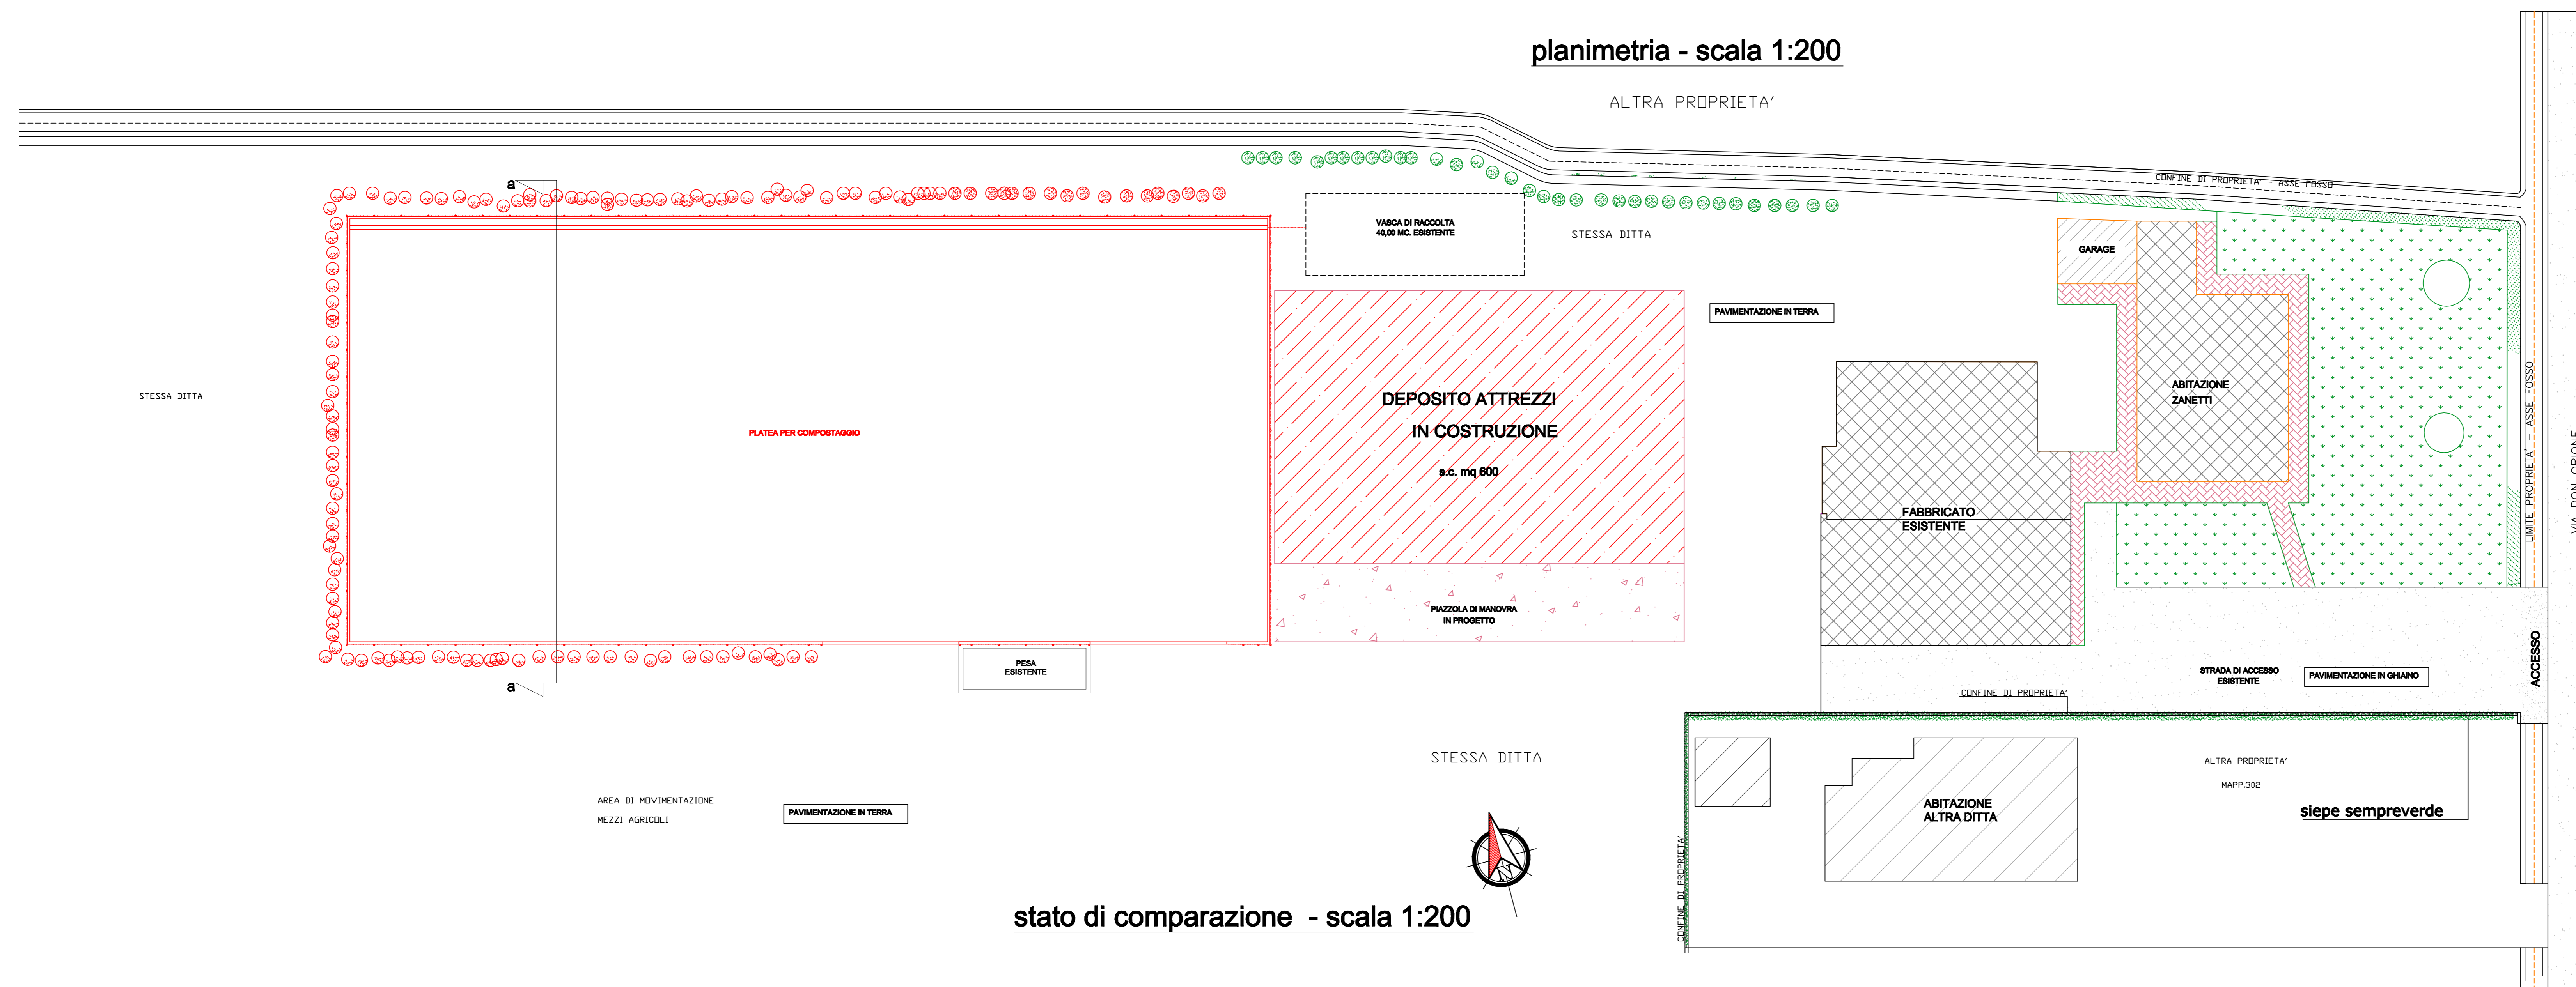 planimetria - scala 1:200
ALTRA PROPRIETA'
CONFINE DI PROPRIETA' - ASSE FOSSO
a
VASCA DI RACCOLTA
40,00 MC. ESISTENTE
STESSA DITTA
GARAGE
PAVIMENTAZIONE IN TERRA
STESSA DITTA
PLATEA PER COMPOSTAGGIO
DEPOSITO ATTREZZI
IN COSTRUZIONE
s.c. mq 600
ABITAZIONE
ZANETTI
LIMITE PROPRIETA' - ASSE FOSSO
VIA DON ORIONE
FABBRICATO
ESISTENTE
PIAZZOLA DI MANOVRA
IN PROGETTO
PESA
ESISTENTE
a
STRADA DI ACCESSO
ESISTENTE
PAVIMENTAZIONE IN GHIAINO
ACCESSO
CONFINE DI PROPRIETA'
STESSA DITTA
ALTRA PROPRIETA'
MAPP.302
siepe sempreverde
AREA DI MOVIMENTAZIONE
MEZZI AGRICOLI
PAVIMENTAZIONE IN TERRA
ABITAZIONE
ALTRA DITTA
CONFINE DI PROPRIETA'
N
stato di comparazione - scala 1:200